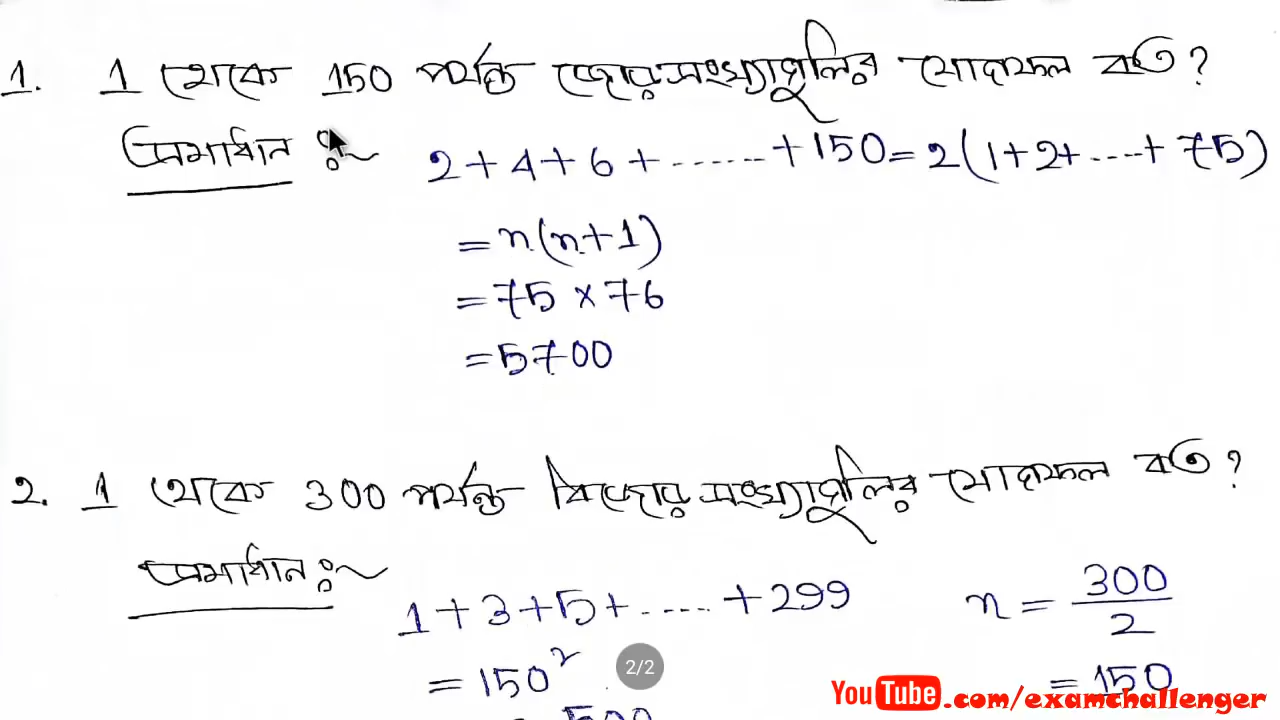 1. 1 থেকে 150 পর্যন্ত জোড় সংখ্যাগুলির যোগফল কত?
সমাধান :~ 2+4+6+......+150=2(1+2+....+75)
=n(n+1)
=75×76
=5700
2. 1 থেকে 300 পর্যন্ত বিজোড় সংখ্যাগুলির যোগফল কত?
সমাধান :~
1+3+5+.....+299 n=300/2
=150² =150
2/2
YouTube.com/examchallenger